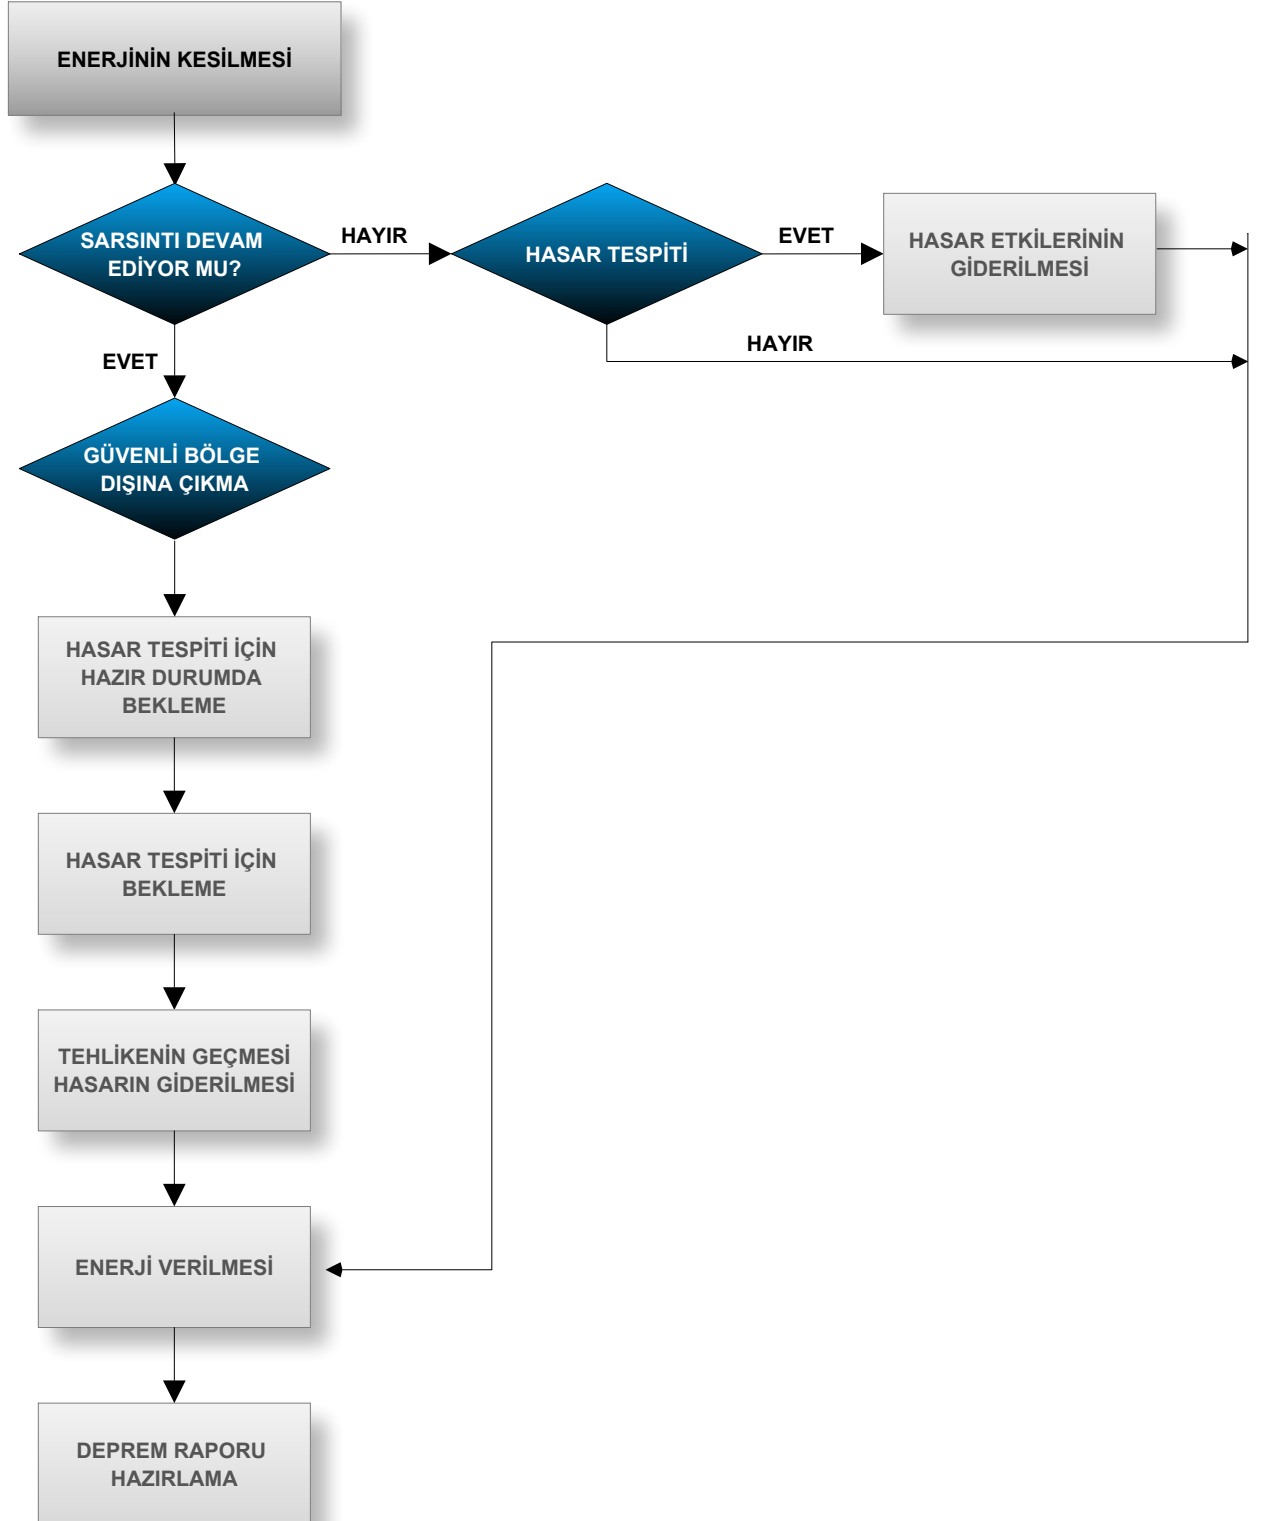 ENERJİNİN KESİLMESİ
SARSINTI DEVAM
EDİYOR MU?
HAYIR
HASAR TESPİTİ
EVET
HASAR ETKİLERİNİN
GİDERİLMESİ
HAYIR
EVET
GÜVENLİ BÖLGE
DIŞINA ÇIKMA
HASAR TESPİTİ İÇİN
HAZIR DURUMDA
BEKLEME
HASAR TESPİTİ İÇİN
BEKLEME
TEHLİKENİN GEÇMESİ
HASARIN GİDERİLMESİ
ENERJİ VERİLMESİ
DEPREM RAPORU
HAZIRLAMA